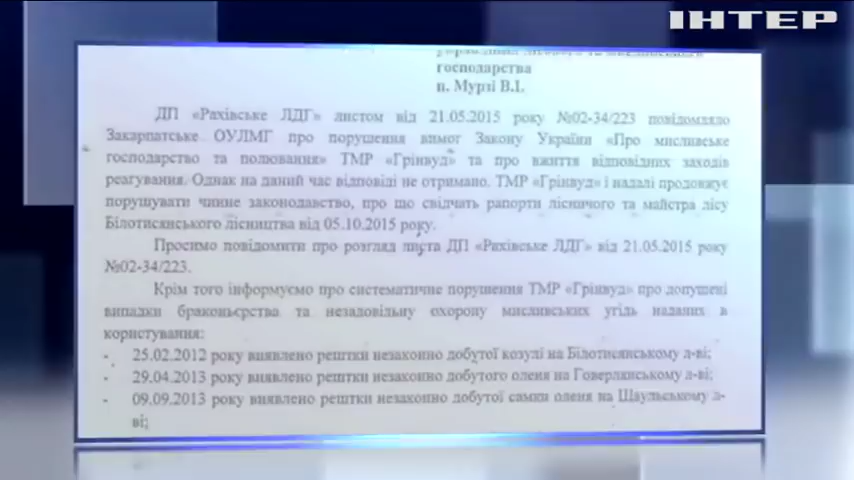 ІНТЕР
управління лісового та мисливського
господарства
п. Мурзі В.І.
ДП «Рахівське ЛДГ» листом від 21.05.2015 року №02-34/223 повідомляло
Закарпатське ОУЛМГ про порушення вимог Закону України «Про мисливське
господарство та полювання» ТМР «Грінвуд» та про вжиття відповідних заходів
реагування. Однак на даний час відповіді не отримано. ТМР «Грінвуд» і надалі продовжує
порушувати чинне законодавство, про що свідчать рапорти лісничого та майстра лісу
Білотисянського лісництва від 05.10.2015 року.
Просимо повідомити про розгляд листа ДП «Рахівське ЛДГ» від 21.05.2015 року
№02-34/223.
Крім того інформуємо про систематичне порушення ТМР «Грінвуд» про допущені
випадки браконьєрства та незадовільну охорону мисливських угідь наданих в
користування:
- 25.02.2012 року виявлено рештки незаконно добутої козулі на Білотисянському л-ві;
- 29.04.2013 року виявлено рештки незаконно добутого оленя на Говерлянському л-ві;
- 09.09.2013 року виявлено рештки незаконно добутої самки оленя на Щаульському л-
ві;